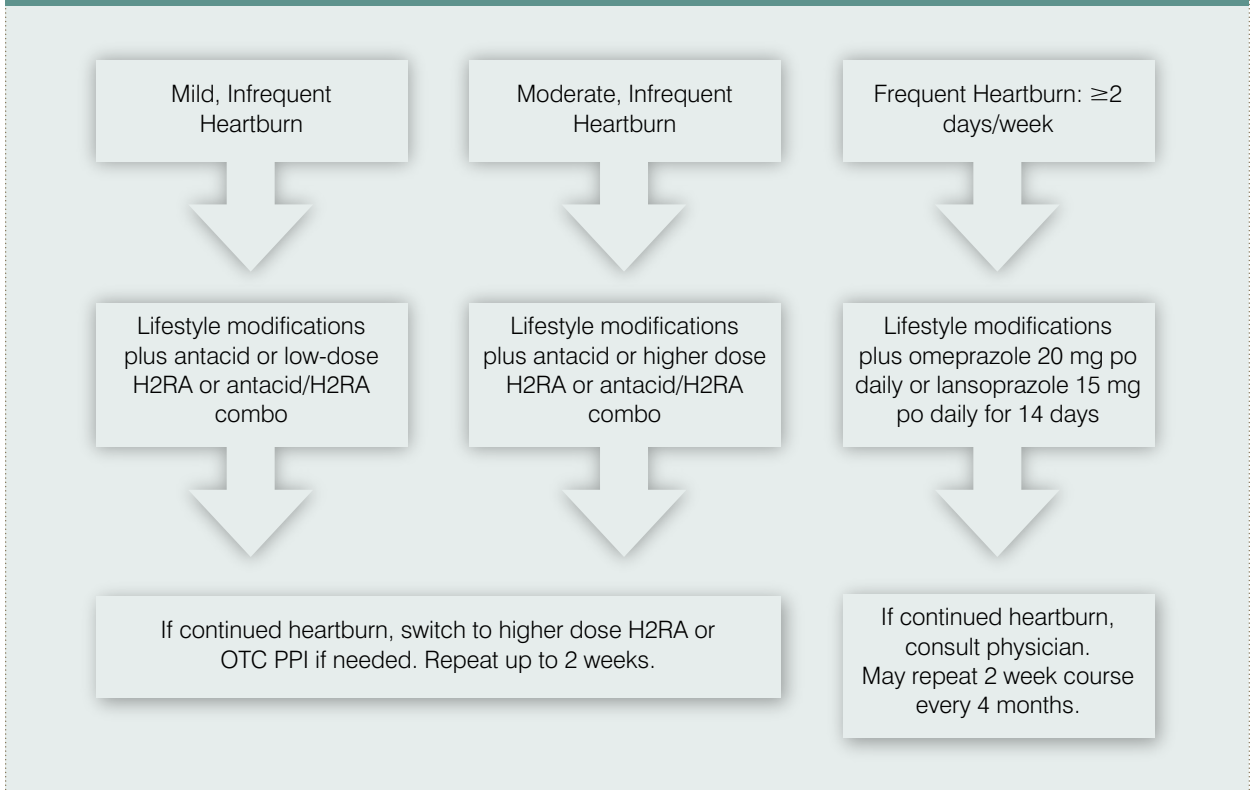 Mild, Infrequent
Heartburn
Moderate, Infrequent
Heartburn
Frequent Heartburn: ≥2
days/week
Lifestyle modifications
plus antacid or low-dose
H2RA or antacid/H2RA
combo
Lifestyle modifications
plus antacid or higher dose
H2RA or antacid/H2RA
combo
Lifestyle modifications
plus omeprazole 20 mg po
daily or lansoprazole 15 mg
po daily for 14 days
If continued heartburn, switch to higher dose H2RA or
OTC PPI if needed. Repeat up to 2 weeks.
If continued heartburn,
consult physician.
May repeat 2 week course
every 4 months.